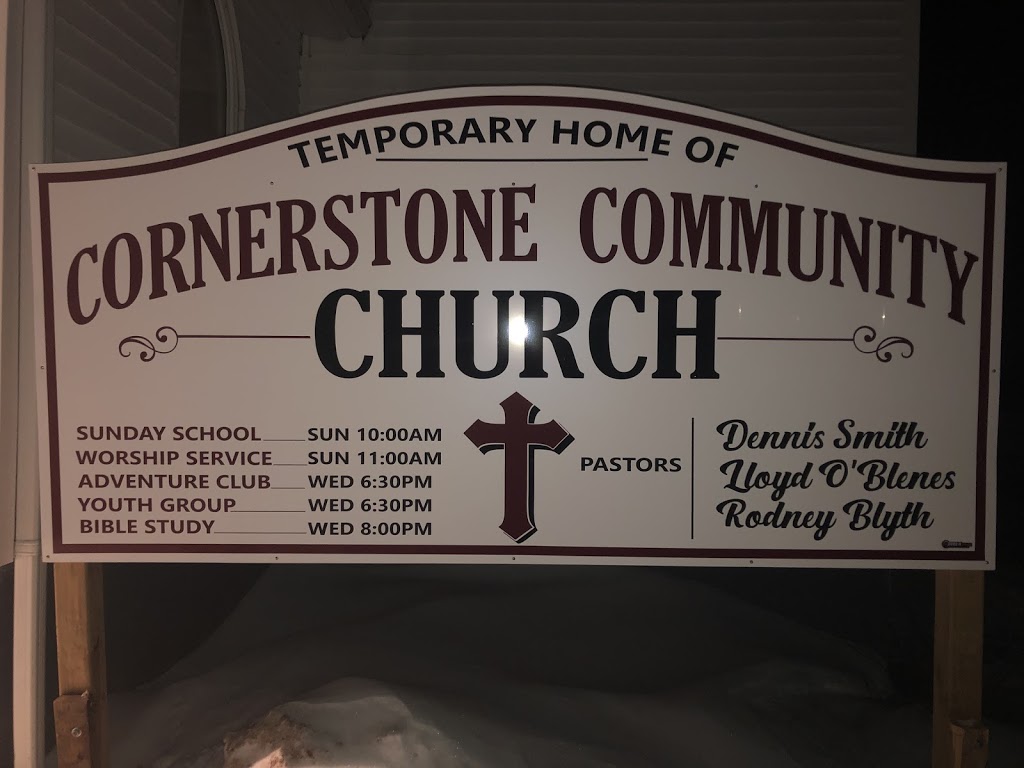 TEMPORARY HOME OF
CORNERSTONE COMMUNITY
CHURCH
SUNDAY SCHOOL SUN 10:00AM
WORSHIP SERVICE SUN 11:00AM
ADVENTURE CLUB WED 6:30PM
YOUTH GROUP WED 6:30PM
BIBLE STUDY WED 8:00PM
PASTORS
Dennis Smith
Lloyd O'Blenes
Rodney Blyth